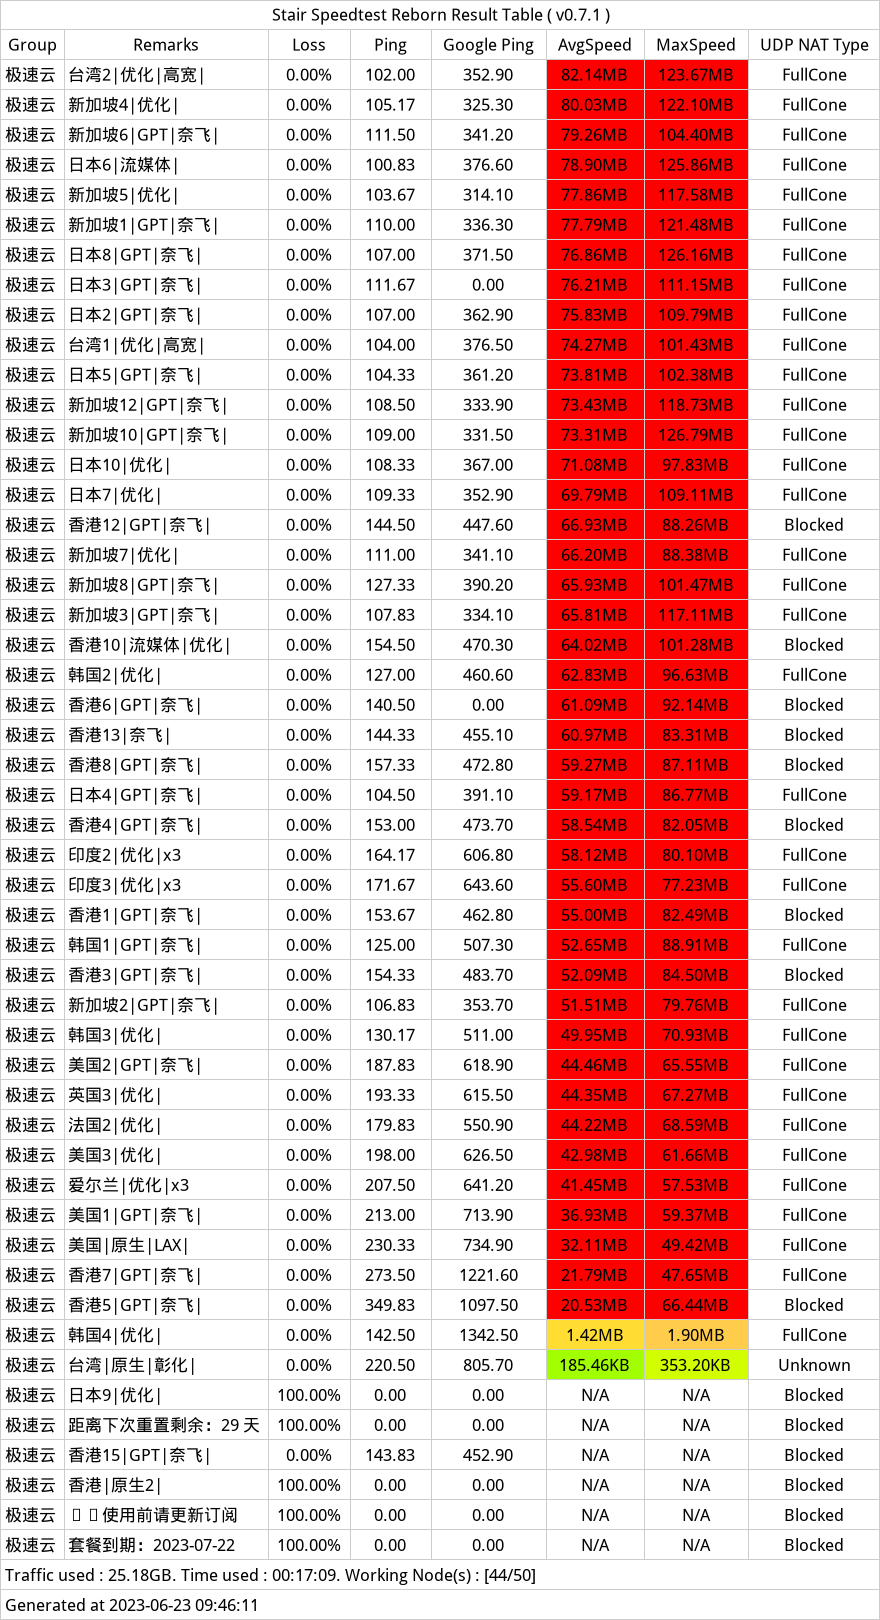 Stair Speedtest Reborn Result Table ( v0.7.1 )
Group Remarks Loss Ping Google Ping AvgSpeed MaxSpeed UDP NAT Type
极速云 台湾2|优化|高宽| 0.00% 102.00 352.90 82.14MB 123.67MB FullCone
极速云 新加坡4|优化| 0.00% 105.17 325.30 80.03MB 122.10MB FullCone
极速云 新加坡6|GPT|奈飞| 0.00% 111.50 341.20 79.26MB 104.40MB FullCone
极速云 日本6|流媒体| 0.00% 100.83 376.60 78.90MB 125.86MB FullCone
极速云 新加坡5|优化| 0.00% 103.67 314.10 77.86MB 117.58MB FullCone
极速云 新加坡1|GPT|奈飞| 0.00% 110.00 336.30 77.79MB 121.48MB FullCone
极速云 日本8|GPT|奈飞| 0.00% 107.00 371.50 76.86MB 126.16MB FullCone
极速云 日本3|GPT|奈飞| 0.00% 111.67 0.00 76.21MB 111.15MB FullCone
极速云 日本2|GPT|奈飞| 0.00% 107.00 362.90 75.83MB 109.79MB FullCone
极速云 台湾1|优化|高宽| 0.00% 104.00 376.50 74.27MB 101.43MB FullCone
极速云 日本5|GPT|奈飞| 0.00% 104.33 361.20 73.81MB 102.38MB FullCone
极速云 新加坡12|GPT|奈飞| 0.00% 108.50 333.90 73.43MB 118.73MB FullCone
极速云 新加坡10|GPT|奈飞| 0.00% 109.00 331.50 73.31MB 126.79MB FullCone
极速云 日本10|优化| 0.00% 108.33 367.00 71.08MB 97.83MB FullCone
极速云 日本7|优化| 0.00% 109.33 352.90 69.79MB 109.11MB FullCone
极速云 香港12|GPT|奈飞| 0.00% 144.50 447.60 66.93MB 88.26MB Blocked
极速云 新加坡7|优化| 0.00% 111.00 341.10 66.20MB 88.38MB FullCone
极速云 新加坡8|GPT|奈飞| 0.00% 127.33 390.20 65.93MB 101.47MB FullCone
极速云 新加坡3|GPT|奈飞| 0.00% 107.83 334.10 65.81MB 117.11MB FullCone
极速云 香港10|流媒体|优化| 0.00% 154.50 470.30 64.02MB 101.28MB Blocked
极速云 韩国2|优化| 0.00% 127.00 460.60 62.83MB 96.63MB FullCone
极速云 香港6|GPT|奈飞| 0.00% 140.50 0.00 61.09MB 92.14MB Blocked
极速云 香港13|奈飞| 0.00% 144.33 455.10 60.97MB 83.31MB Blocked
极速云 香港8|GPT|奈飞| 0.00% 157.33 472.80 59.27MB 87.11MB Blocked
极速云 日本4|GPT|奈飞| 0.00% 104.50 391.10 59.17MB 86.77MB FullCone
极速云 香港4|GPT|奈飞| 0.00% 153.00 473.70 58.54MB 82.05MB Blocked
极速云 印度2|优化|x3 0.00% 164.17 606.80 58.12MB 80.10MB FullCone
极速云 印度3|优化|x3 0.00% 171.67 643.60 55.60MB 77.23MB FullCone
极速云 香港1|GPT|奈飞| 0.00% 153.67 462.80 55.00MB 82.49MB Blocked
极速云 韩国1|GPT|奈飞| 0.00% 125.00 507.30 52.65MB 88.91MB FullCone
极速云 香港3|GPT|奈飞| 0.00% 154.33 483.70 52.09MB 84.50MB Blocked
极速云 新加坡2|GPT|奈飞| 0.00% 106.83 353.70 51.51MB 79.76MB FullCone
极速云 韩国3|优化| 0.00% 130.17 511.00 49.95MB 70.93MB FullCone
极速云 美国2|GPT|奈飞| 0.00% 187.83 618.90 44.46MB 65.55MB FullCone
极速云 英国3|优化| 0.00% 193.33 615.50 44.35MB 67.27MB FullCone
极速云 法国2|优化| 0.00% 179.83 550.90 44.22MB 68.59MB FullCone
极速云 美国3|优化| 0.00% 198.00 626.50 42.98MB 61.66MB FullCone
极速云 爱尔兰|优化|x3 0.00% 207.50 641.20 41.45MB 57.53MB FullCone
极速云 美国1|GPT|奈飞| 0.00% 213.00 713.90 36.93MB 59.37MB FullCone
极速云 美国|原生|LAX| 0.00% 230.33 734.90 32.11MB 49.42MB FullCone
极速云 香港7|GPT|奈飞| 0.00% 273.50 1221.60 21.79MB 47.65MB FullCone
极速云 香港5|GPT|奈飞| 0.00% 349.83 1097.50 20.53MB 66.44MB Blocked
极速云 韩国4|优化| 0.00% 142.50 1342.50 1.42MB 1.90MB FullCone
极速云 台湾|原生|彰化| 0.00% 220.50 805.70 185.46KB 353.20KB Unknown
极速云 日本9|优化| 100.00% 0.00 0.00 N/A N/A Blocked
极速云 距离下次重置剩余：29 天 100.00% 0.00 0.00 N/A N/A Blocked
极速云 香港15|GPT|奈飞| 0.00% 143.83 452.90 N/A N/A Blocked
极速云 香港|原生2| 100.00% 0.00 0.00 N/A N/A Blocked
极速云 使用前请更新订阅 100.00% 0.00 0.00 N/A N/A Blocked
极速云 套餐到期：2023-07-22 100.00% 0.00 0.00 N/A N/A Blocked
Traffic used : 25.18GB. Time used : 00:17:09. Working Node(s) : [44/50]
Generated at 2023-06-23 09:46:11